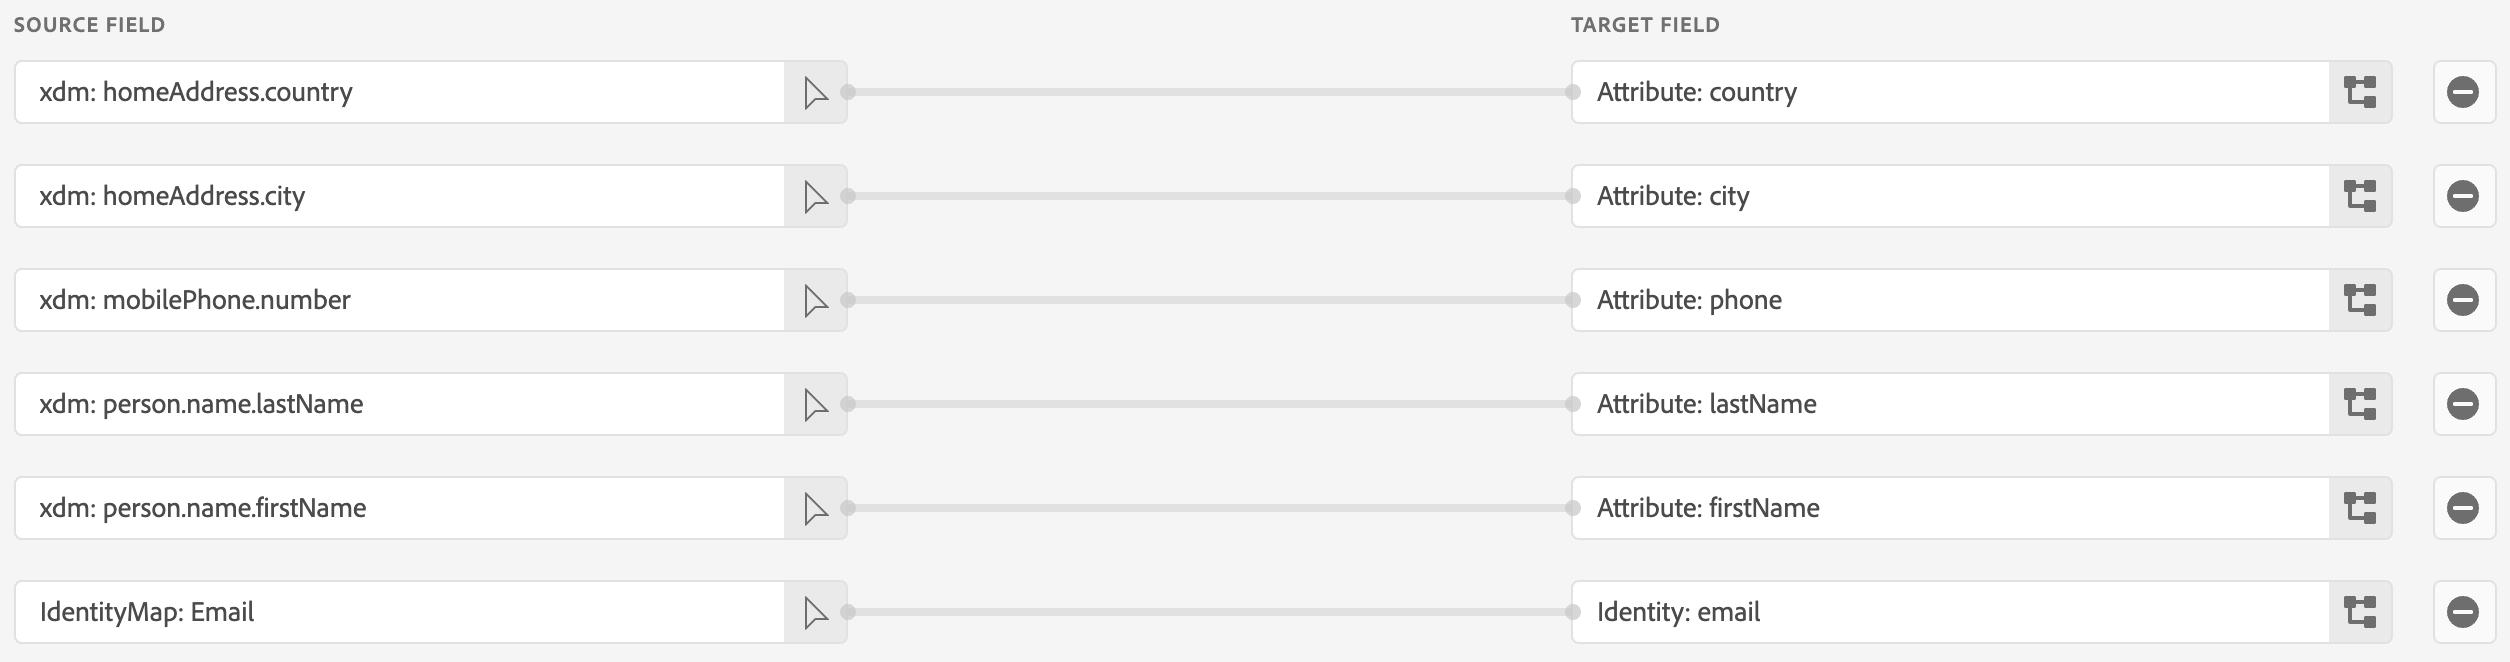 SOURCE FIELD TARGET FIELD
xdm: homeAddress.country Attribute: country
xdm: homeAddress.city Attribute: city
xdm: mobilePhone.number Attribute: phone
xdm: person.name.lastName Attribute: lastName
xdm: person.name.firstName Attribute: firstName
IdentityMap: Email Identity: email